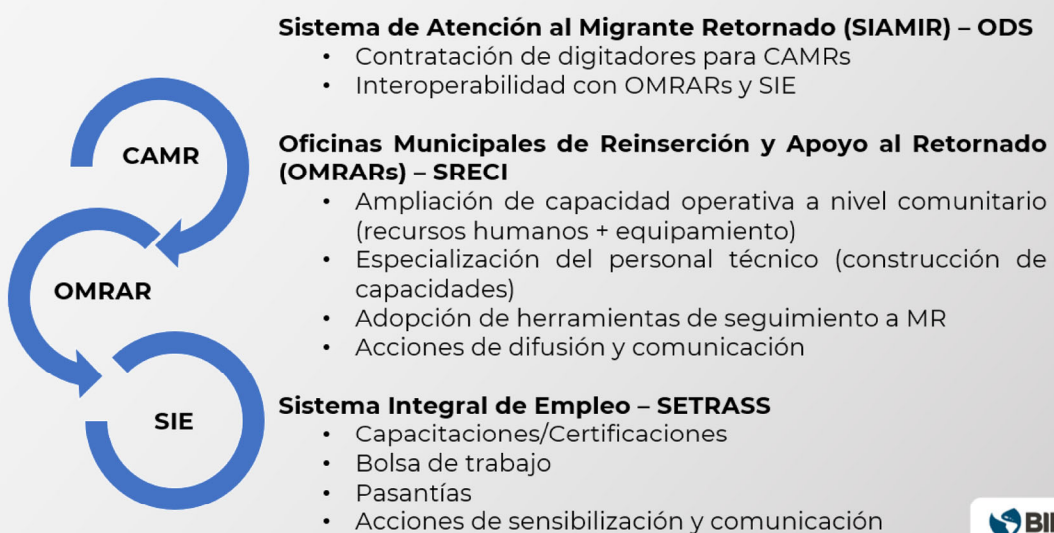 Sistema de Atención al Migrante Retornado (SIAMIR) – ODS
• Contratación de digitadores para CAMRs
• Interoperabilidad con OMRARs y SIE
CAMR
Oficinas Municipales de Reinserción y Apoyo al Retornado
(OMRARs) – SRECI
• Ampliación de capacidad operativa a nivel comunitario
(recursos humanos + equipamiento)
• Especialización del personal técnico (construcción de
capacidades)
• Adopción de herramientas de seguimiento a MR
• Acciones de difusión y comunicación
OMRAR
Sistema Integral de Empleo – SETRASS
• Capacitaciones/Certificaciones
• Bolsa de trabajo
• Pasantías
• Acciones de sensibilización y comunicación
SIE